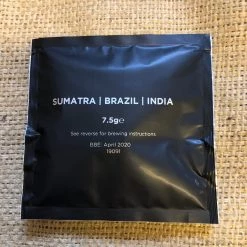 SUMATRA | BRAZIL | INDIA
7.5g℮
See reverse for brewing instructions
BBE: April 2020
19091